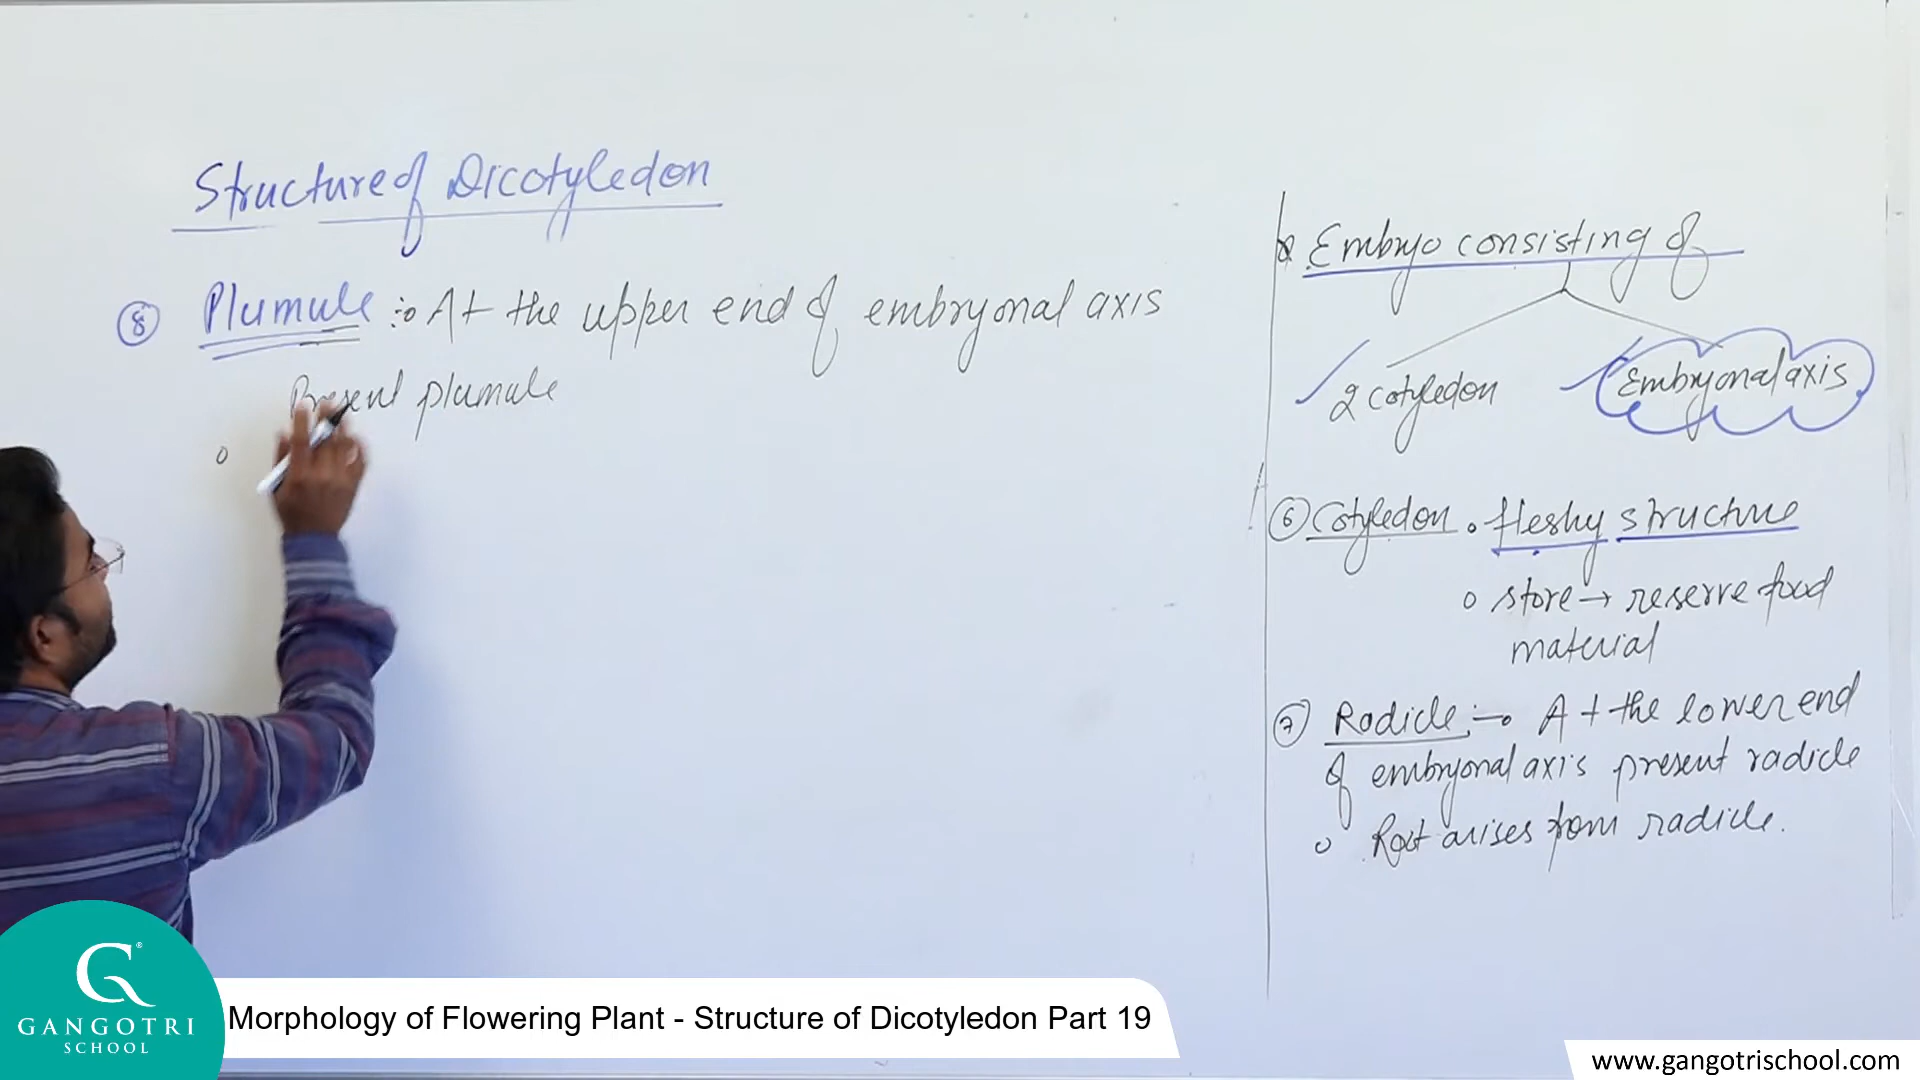 Structure of Dicotyledon
⑧ Plumule :- At the upper end of embryonal axis
Present plumule
Embryo consisting of
2 cotyledon
Embryonal axis
⑥ Cotyledon . fleshy structure
store → reserve food
material
⑦ Radicle :- At the lower end
of embryonal axis present radicle
Root arises from radicle.
G®
GANGOTRI
SCHOOL
Morphology of Flowering Plant - Structure of Dicotyledon Part 19
www.gangotrischool.com